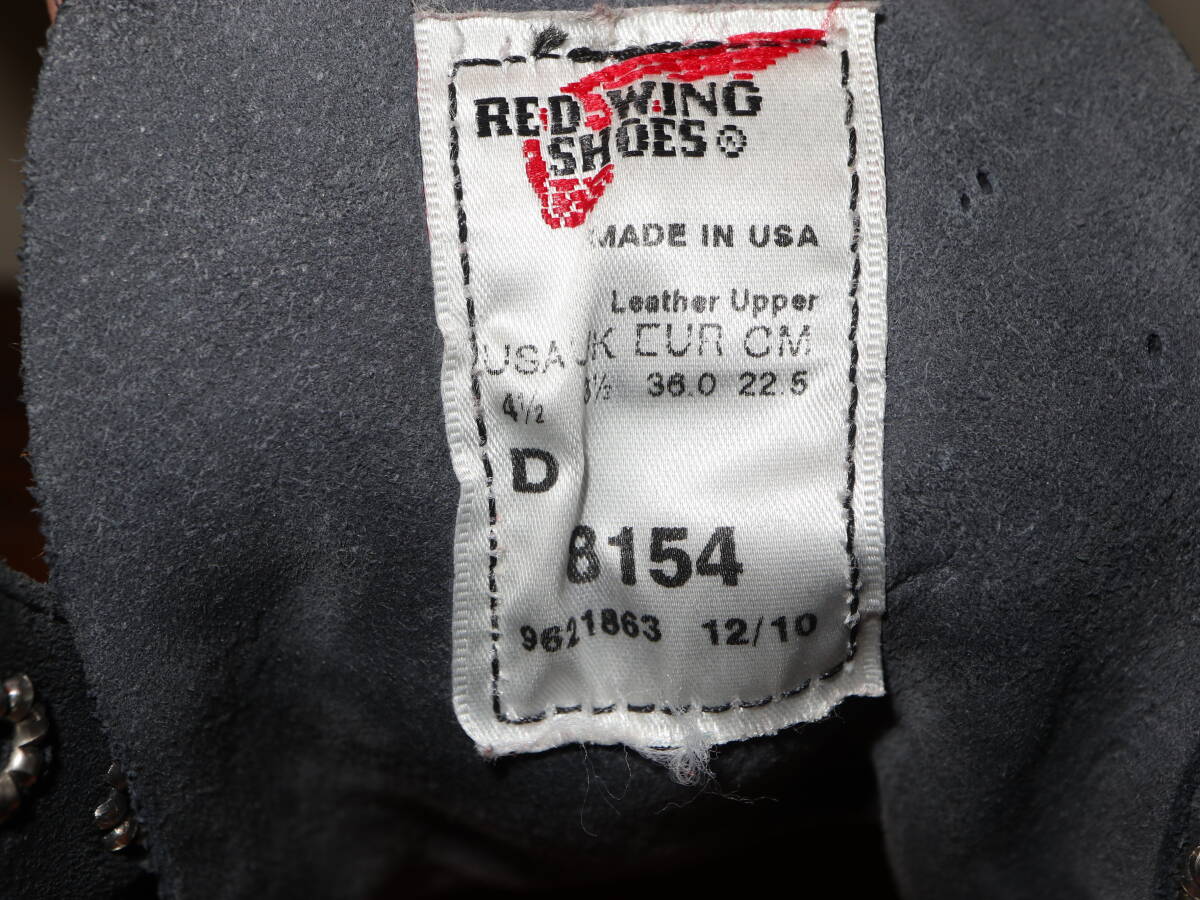 RED WING
SHOES®
MADE IN USA
Leather Upper
USA UK EUR CM
4½ 3½ 36.0 22.5
D
8154
9621863 12/10